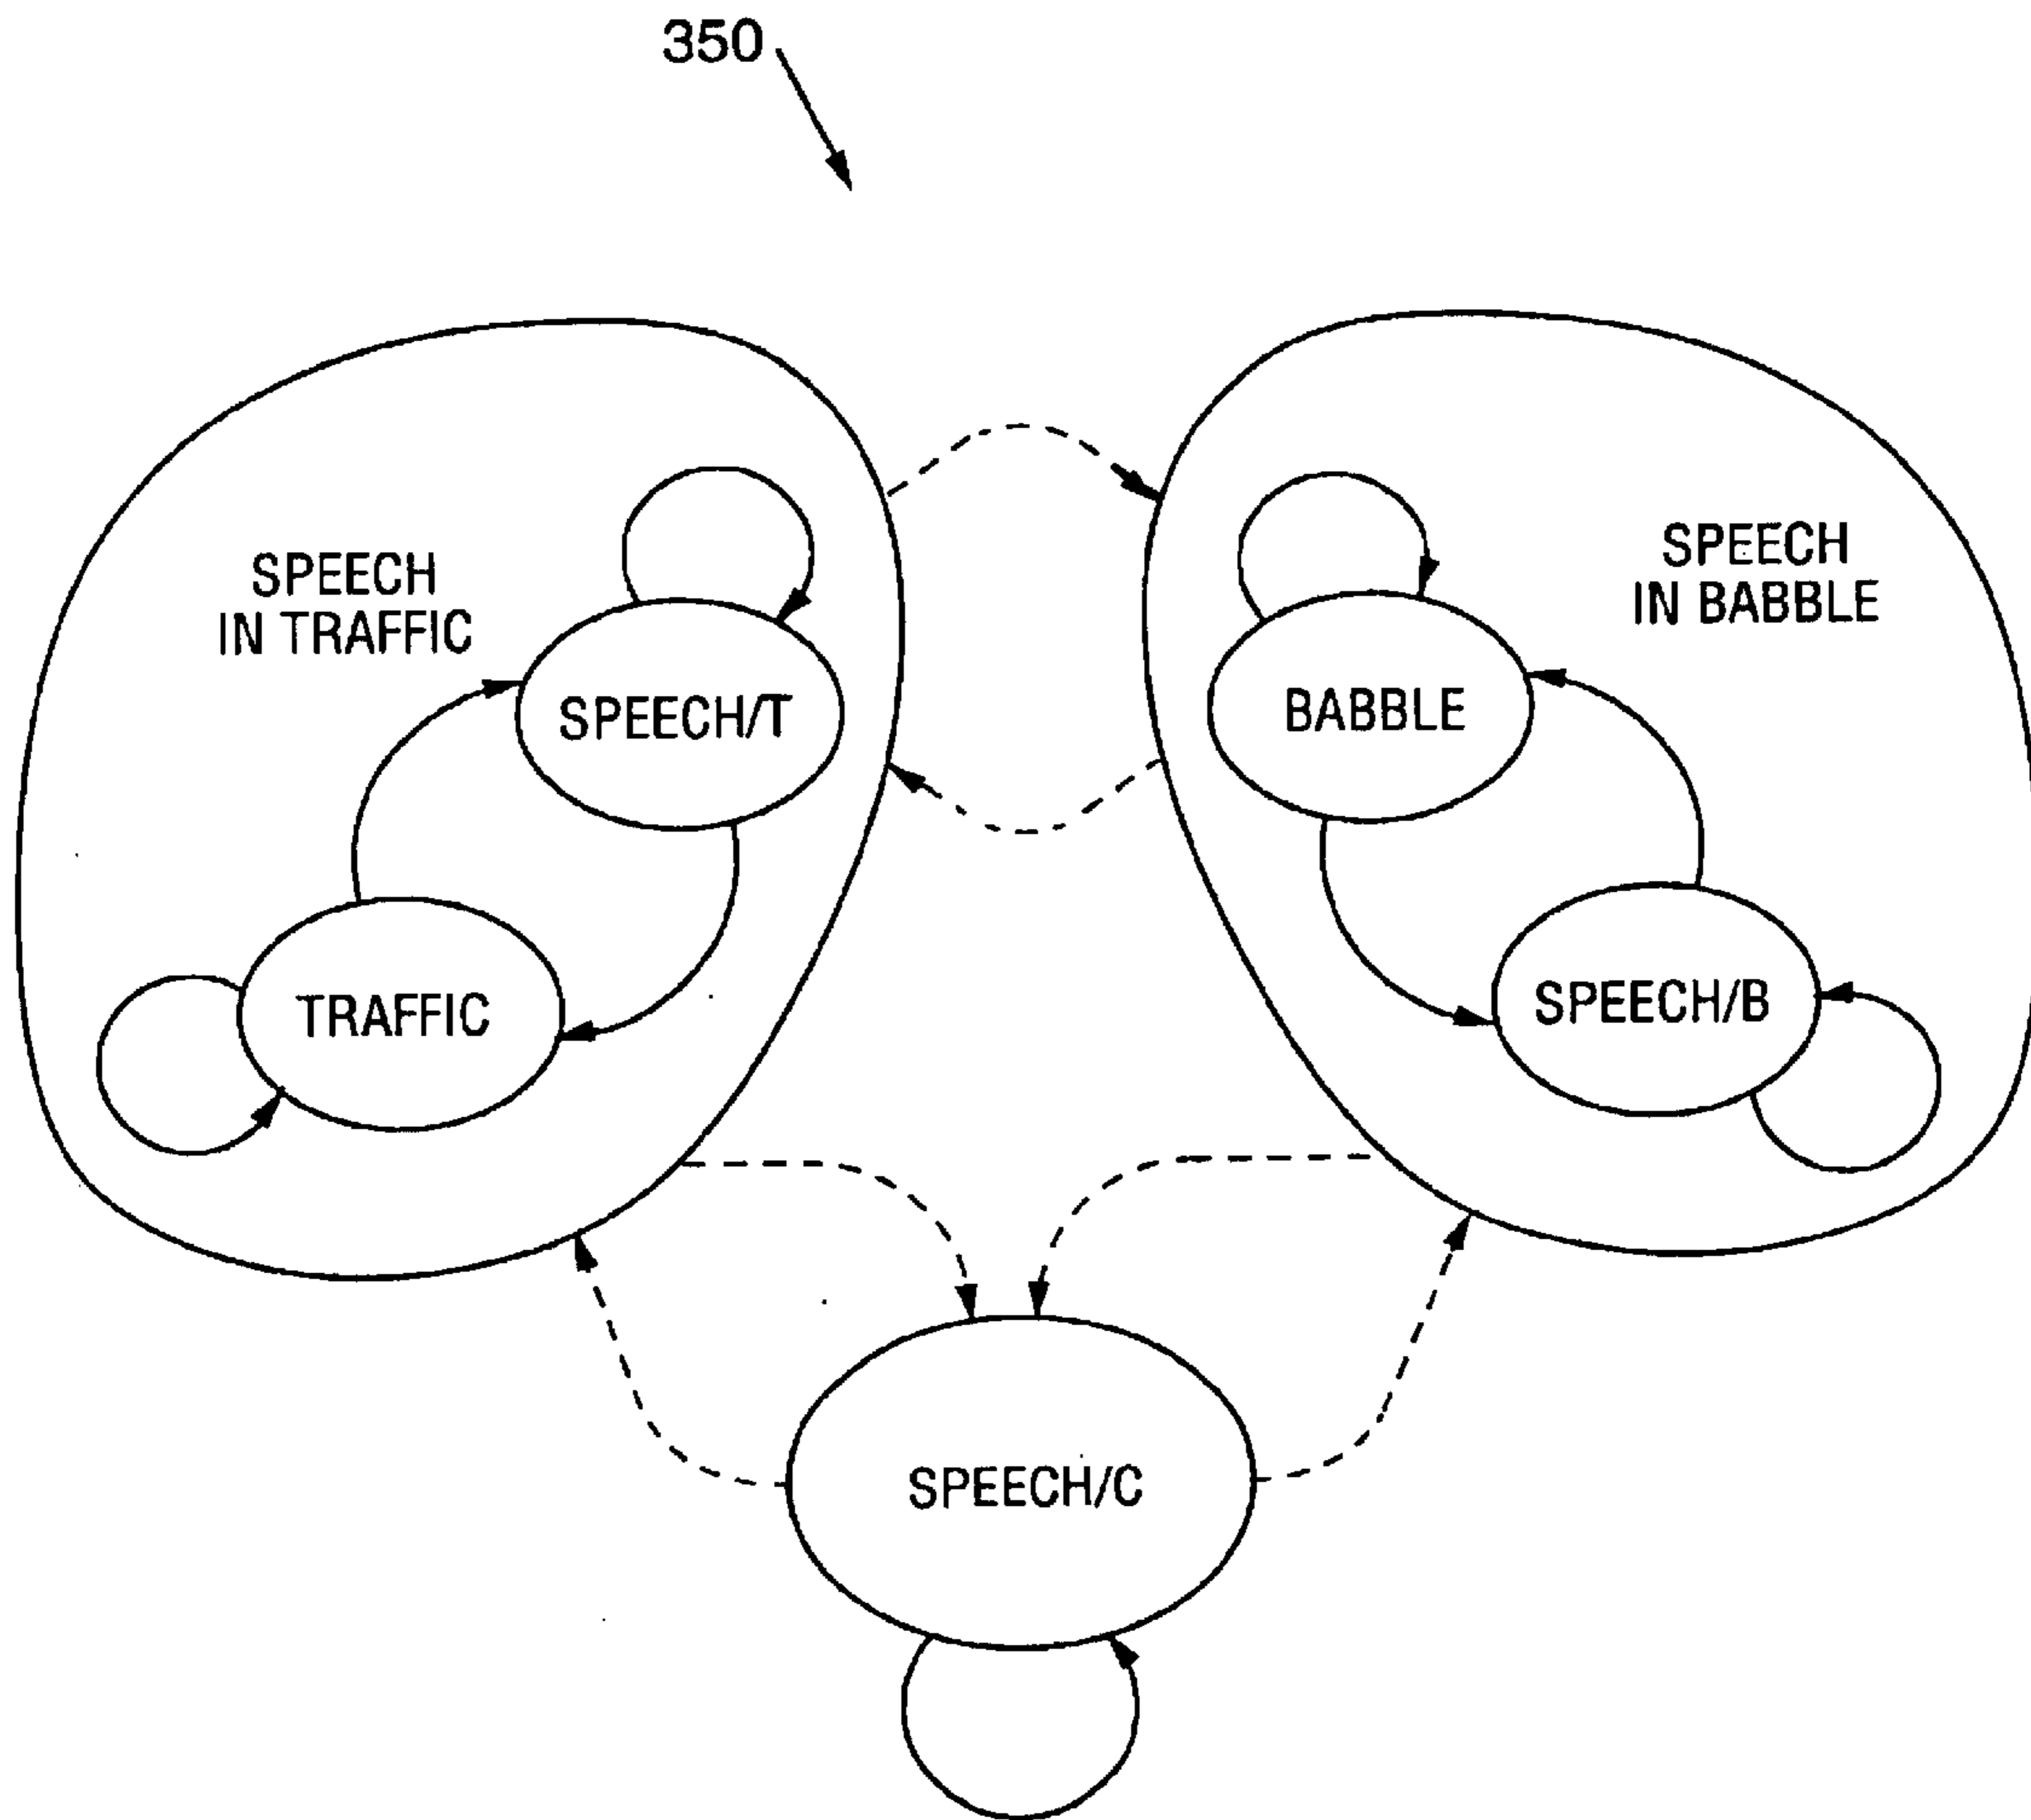 350
SPEECH
IN TRAFFIC
SPEECH
IN BABBLE
SPEECH/T
BABBLE
TRAFFIC
SPEECH/B
SPEECH/C